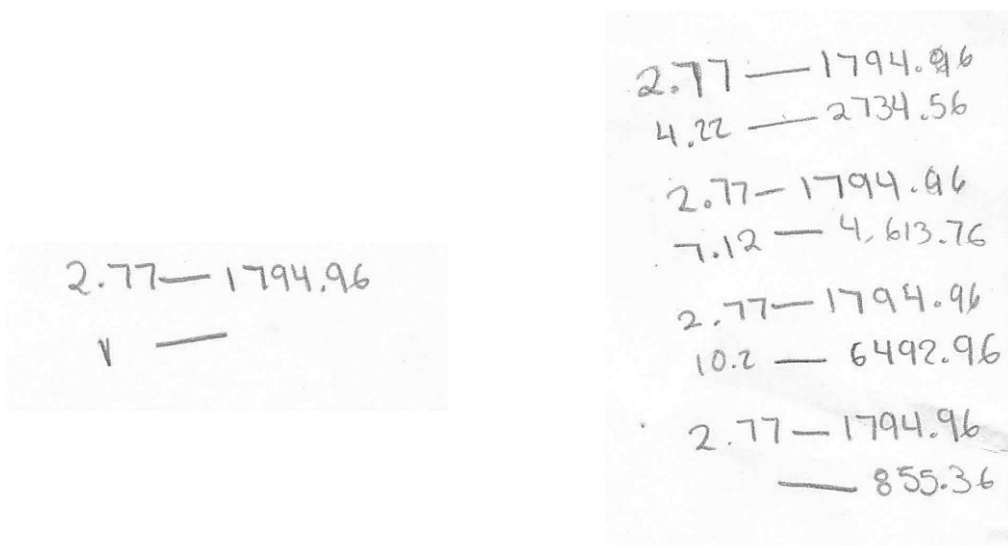 2.77 — 1794.96
1 —
2.77 — 1794.96
4.22 — 2734.56
2.77 — 1794.96
7.12 — 4,613.76
2.77 — 1794.96
10.2 — 6492.96
2.77 — 1794.96
— 855.36